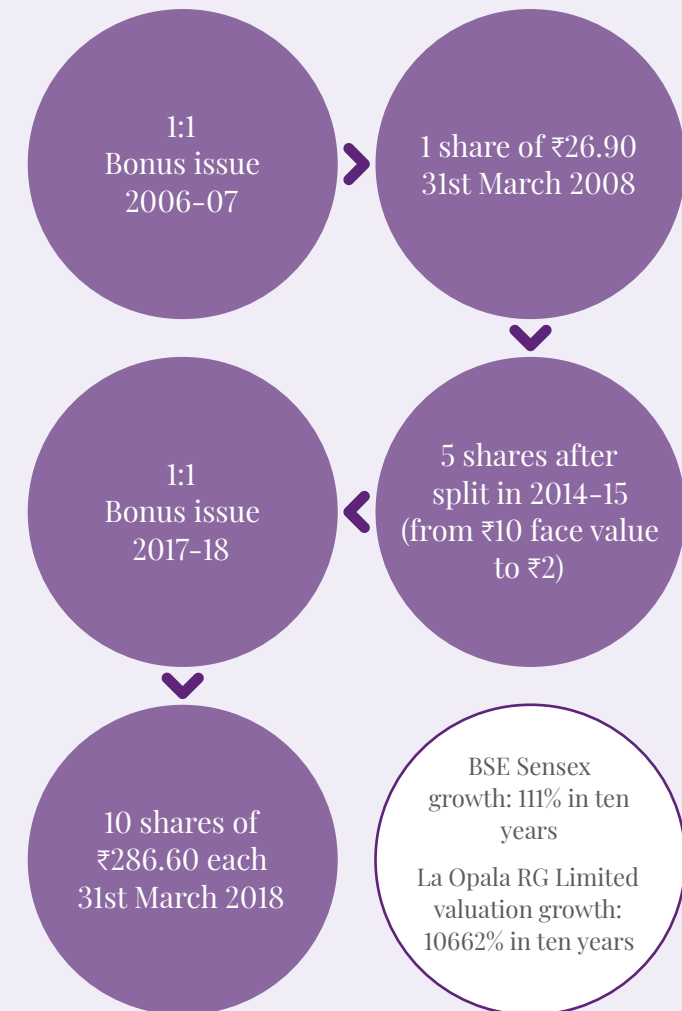 1:1
Bonus issue
2006-07
1 share of ₹26.90
31st March 2008
5 shares after
split in 2014-15
(from ₹10 face value
to ₹2)
1:1
Bonus issue
2017-18
10 shares of
₹286.60 each
31st March 2018
BSE Sensex
growth: 111% in ten
years
La Opala RG Limited
valuation growth:
10662% in ten years